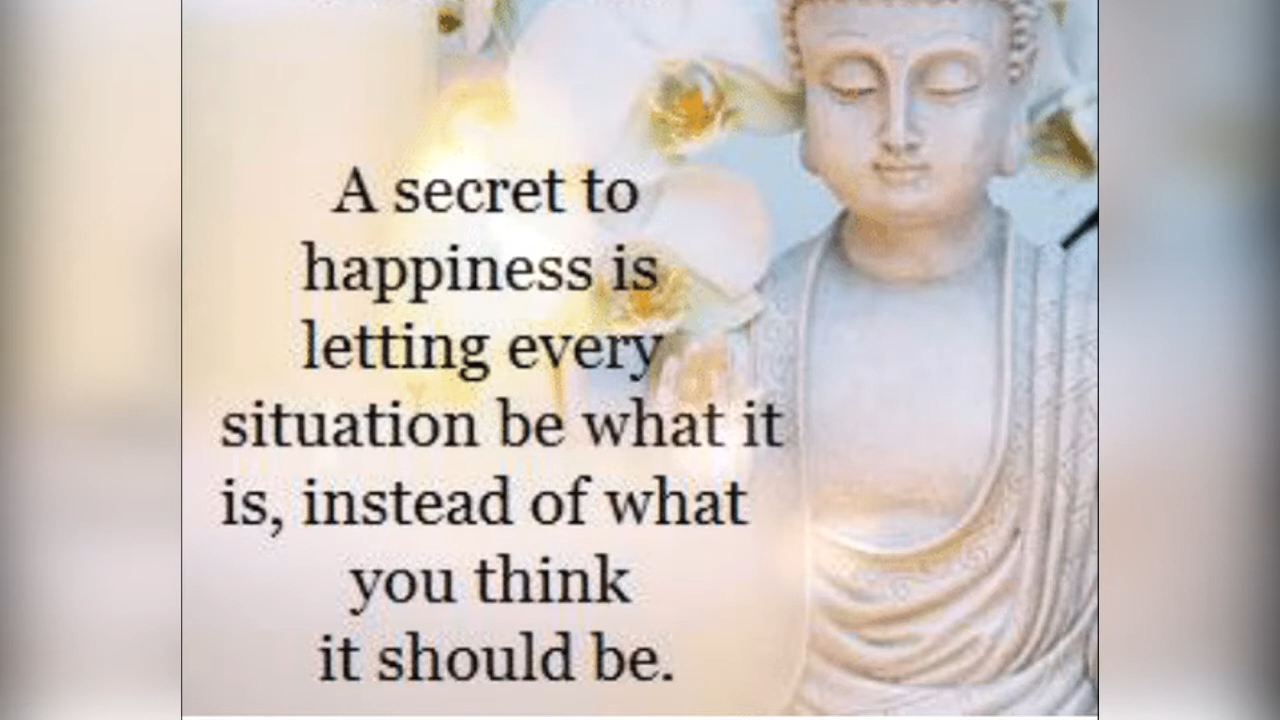 A secret to
happiness is
letting every
situation be what it
is, instead of what
you think
it should be.